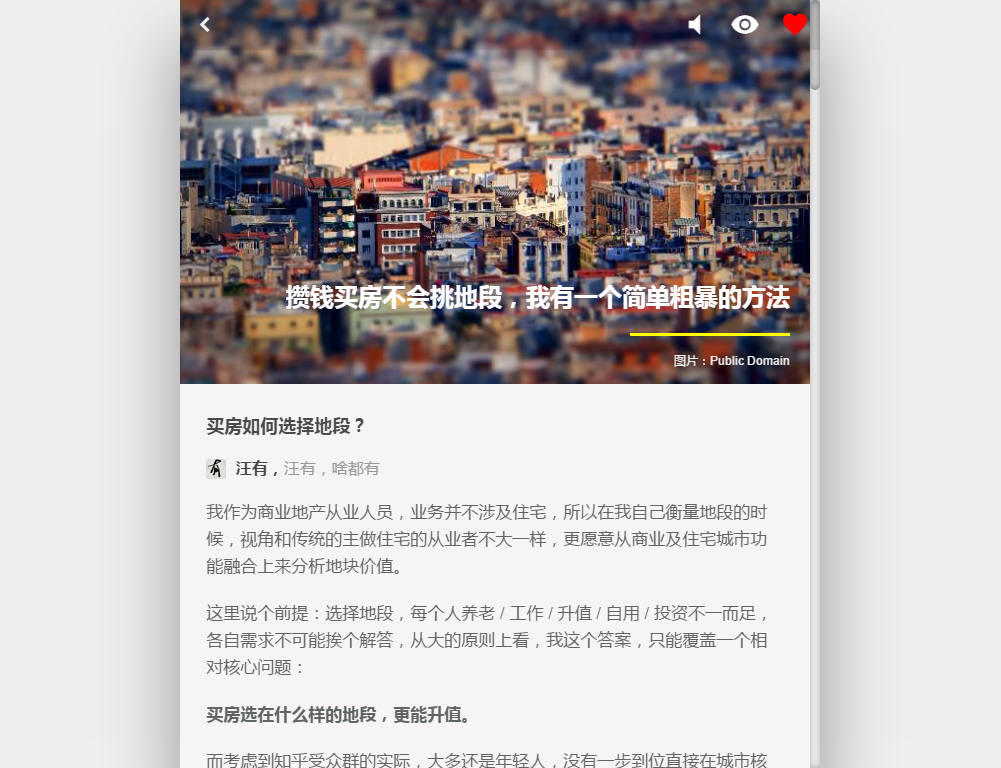 攒钱买房不会挑地段，我有一个简单粗暴的方法
图片：Public Domain
买房如何选择地段？
汪有，汪有，啥都有
我作为商业地产从业人员，业务并不涉及住宅，所以在我自己衡量地段的时
候，视角和传统的主做住宅的从业者不大一样，更愿意从商业及住宅城市功
能融合上来分析地块价值。
这里说个前提：选择地段，每个人养老 / 工作 / 升值 / 自用 / 投资不一而足，
各自需求不可能挨个解答，从大的原则上看，我这个答案，只能覆盖一个相
对核心问题：
买房选在什么样的地段，更能升值。
而考虑到知乎受众群的实际，大多还是年轻人，没有一步到位直接在城市核